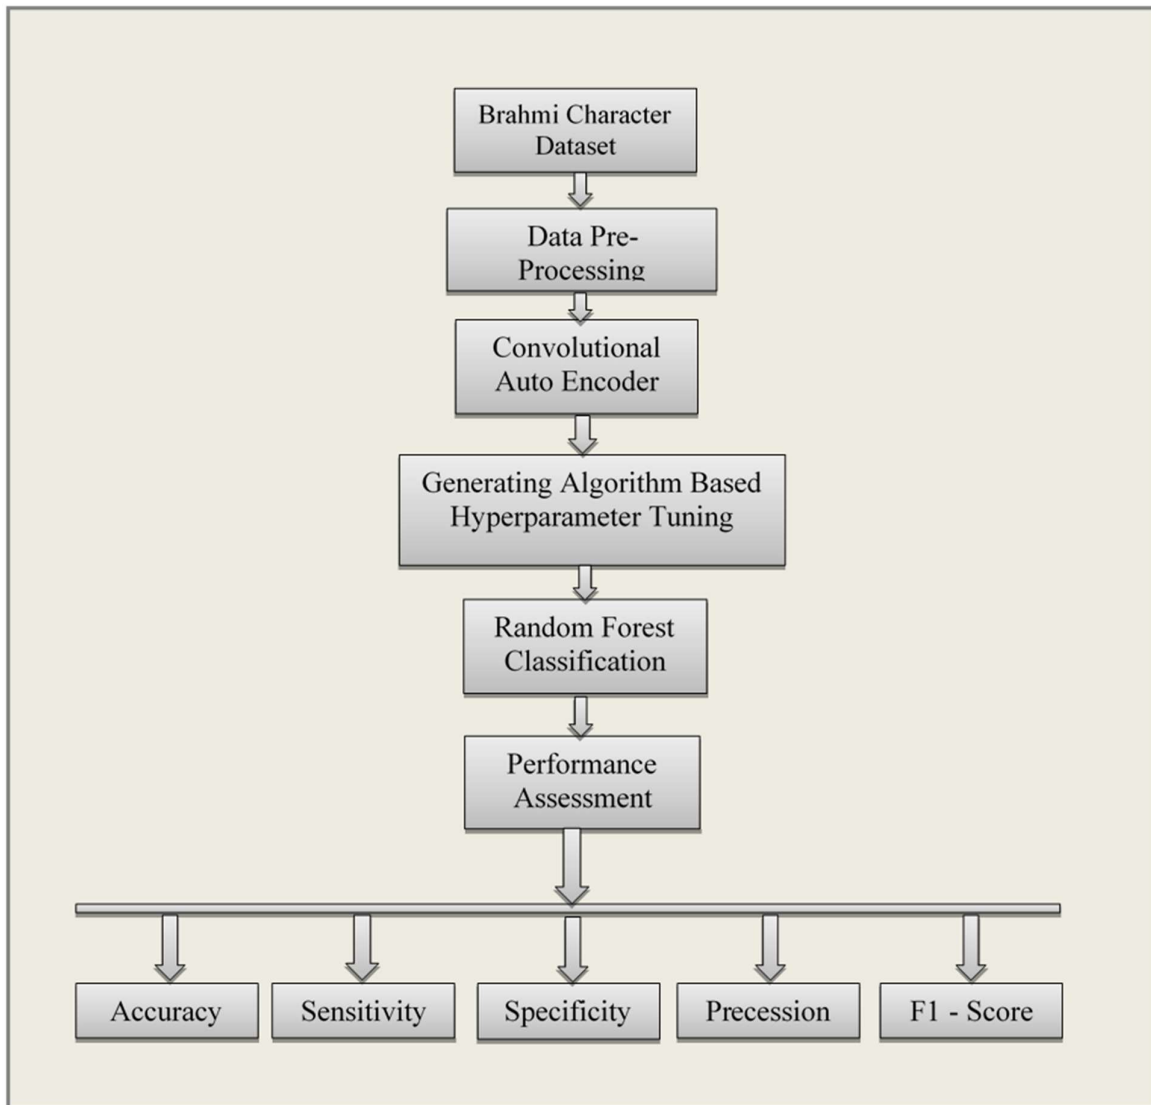 Brahmi Character
Dataset
Data Pre-
Processing
Convolutional
Auto Encoder
Generating Algorithm Based
Hyperparameter Tuning
Random Forest
Classification
Performance
Assessment
Accuracy
Sensitivity
Specificity
Precession
F1 - Score